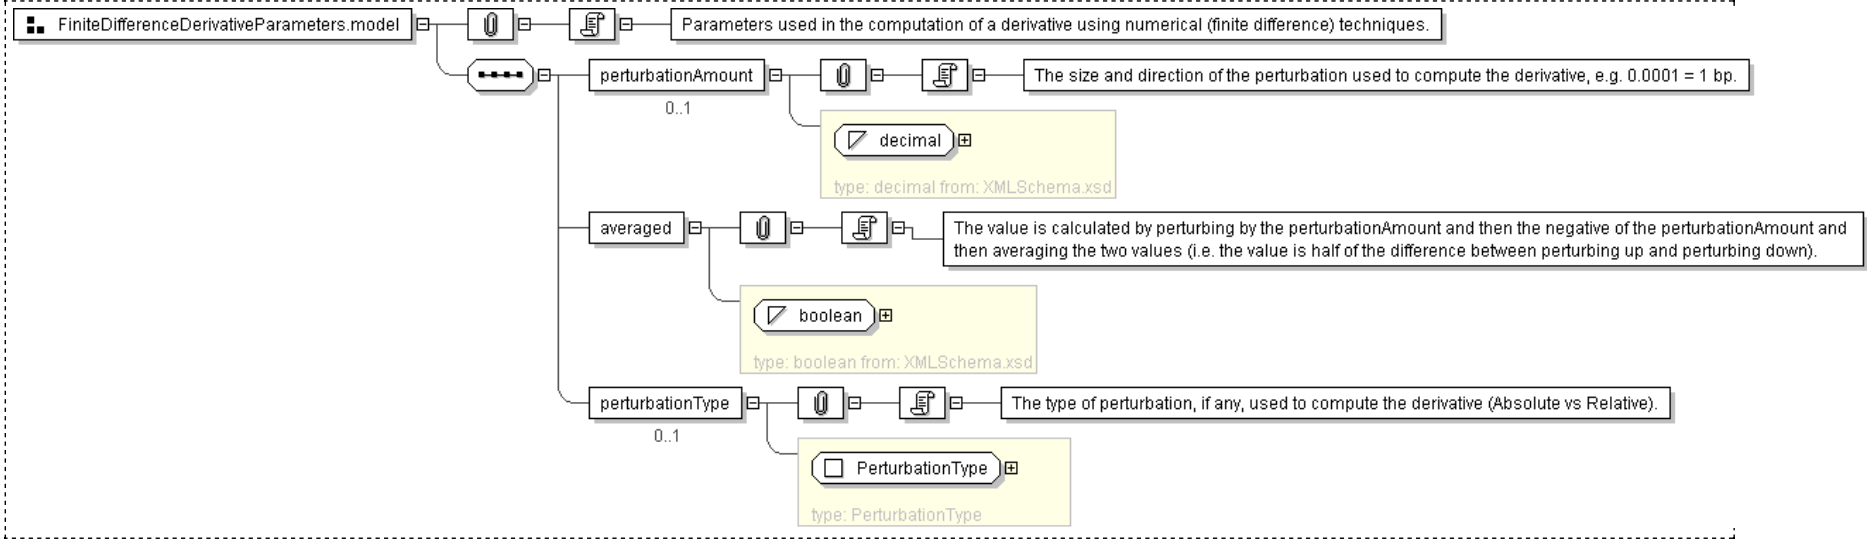 FiniteDifferenceDerivativeParameters.model
Parameters used in the computation of a derivative using numerical (finite difference) techniques.
perturbationAmount
The size and direction of the perturbation used to compute the derivative, e.g. 0.0001 = 1 bp.
0..1
decimal
type: decimal from: XMLSchema.xsd
averaged
The value is calculated by perturbing by the perturbationAmount and then the negative of the perturbationAmount and
then averaging the two values (i.e. the value is half of the difference between perturbing up and perturbing down).
boolean
type: boolean from: XMLSchema.xsd
perturbationType
The type of perturbation, if any, used to compute the derivative (Absolute vs Relative).
0..1
PerturbationType
type: PerturbationType